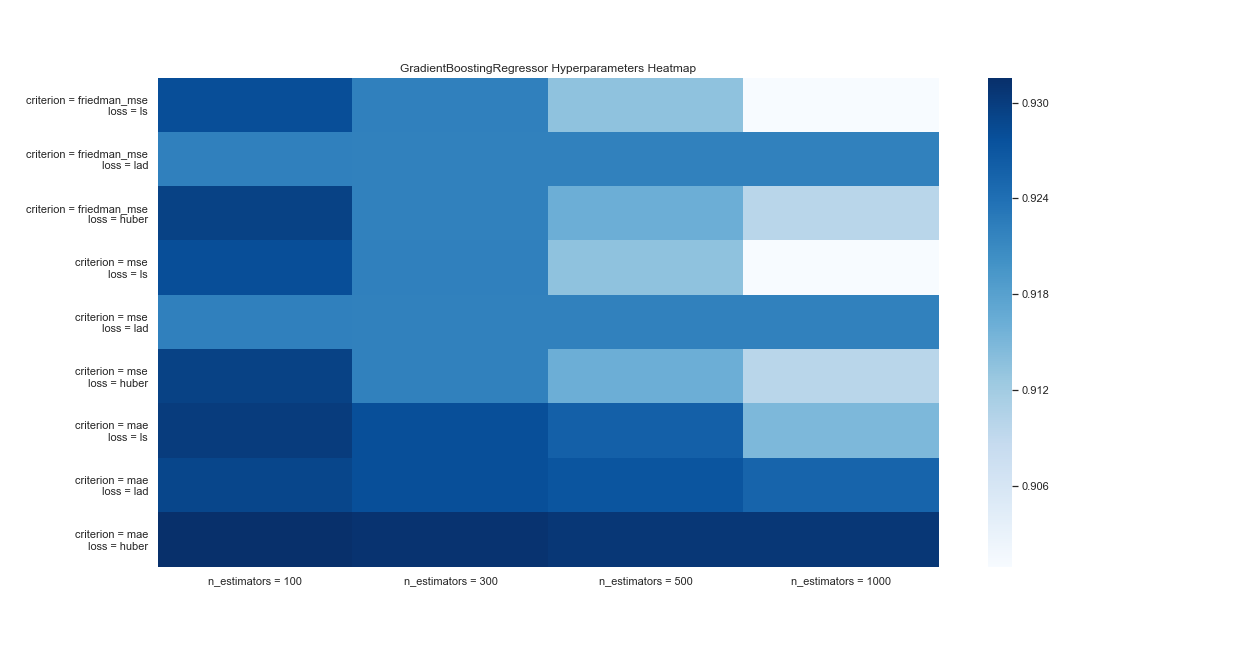 GradientBoostingRegressor Hyperparameters Heatmap
criterion = friedman_mse
loss = ls
criterion = friedman_mse
loss = lad
criterion = friedman_mse
loss = huber
criterion = mse
loss = ls
criterion = mse
loss = lad
criterion = mse
loss = huber
criterion = mae
loss = ls
criterion = mae
loss = lad
criterion = mae
loss = huber
n_estimators = 100
n_estimators = 300
n_estimators = 500
n_estimators = 1000
0.930
0.924
0.918
0.912
0.906